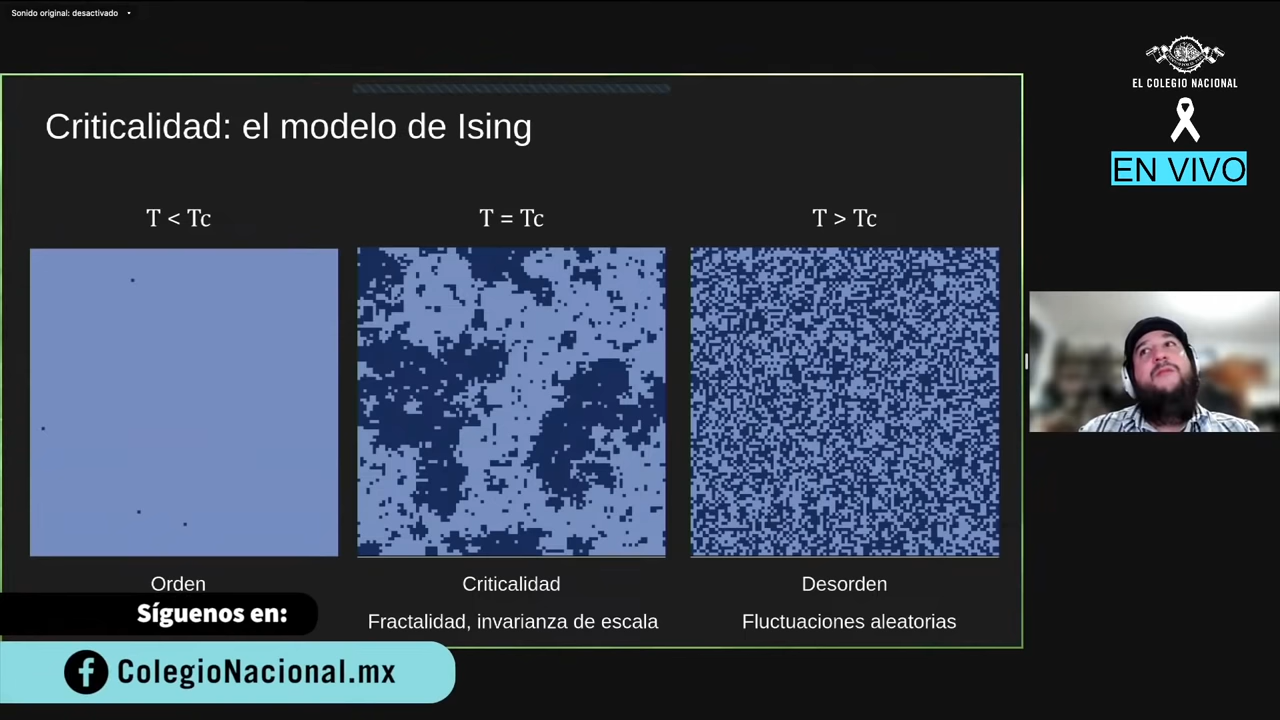 Sonido original: desactivado
EL COLEGIO NACIONAL
EN VIVO
Criticalidad: el modelo de Ising
T < Tc
T = Tc
T > Tc
Orden
Criticalidad
Desorden
Fractalidad, invarianza de escala
Fluctuaciones aleatorias
Síguenos en:
ColegioNacional.mx